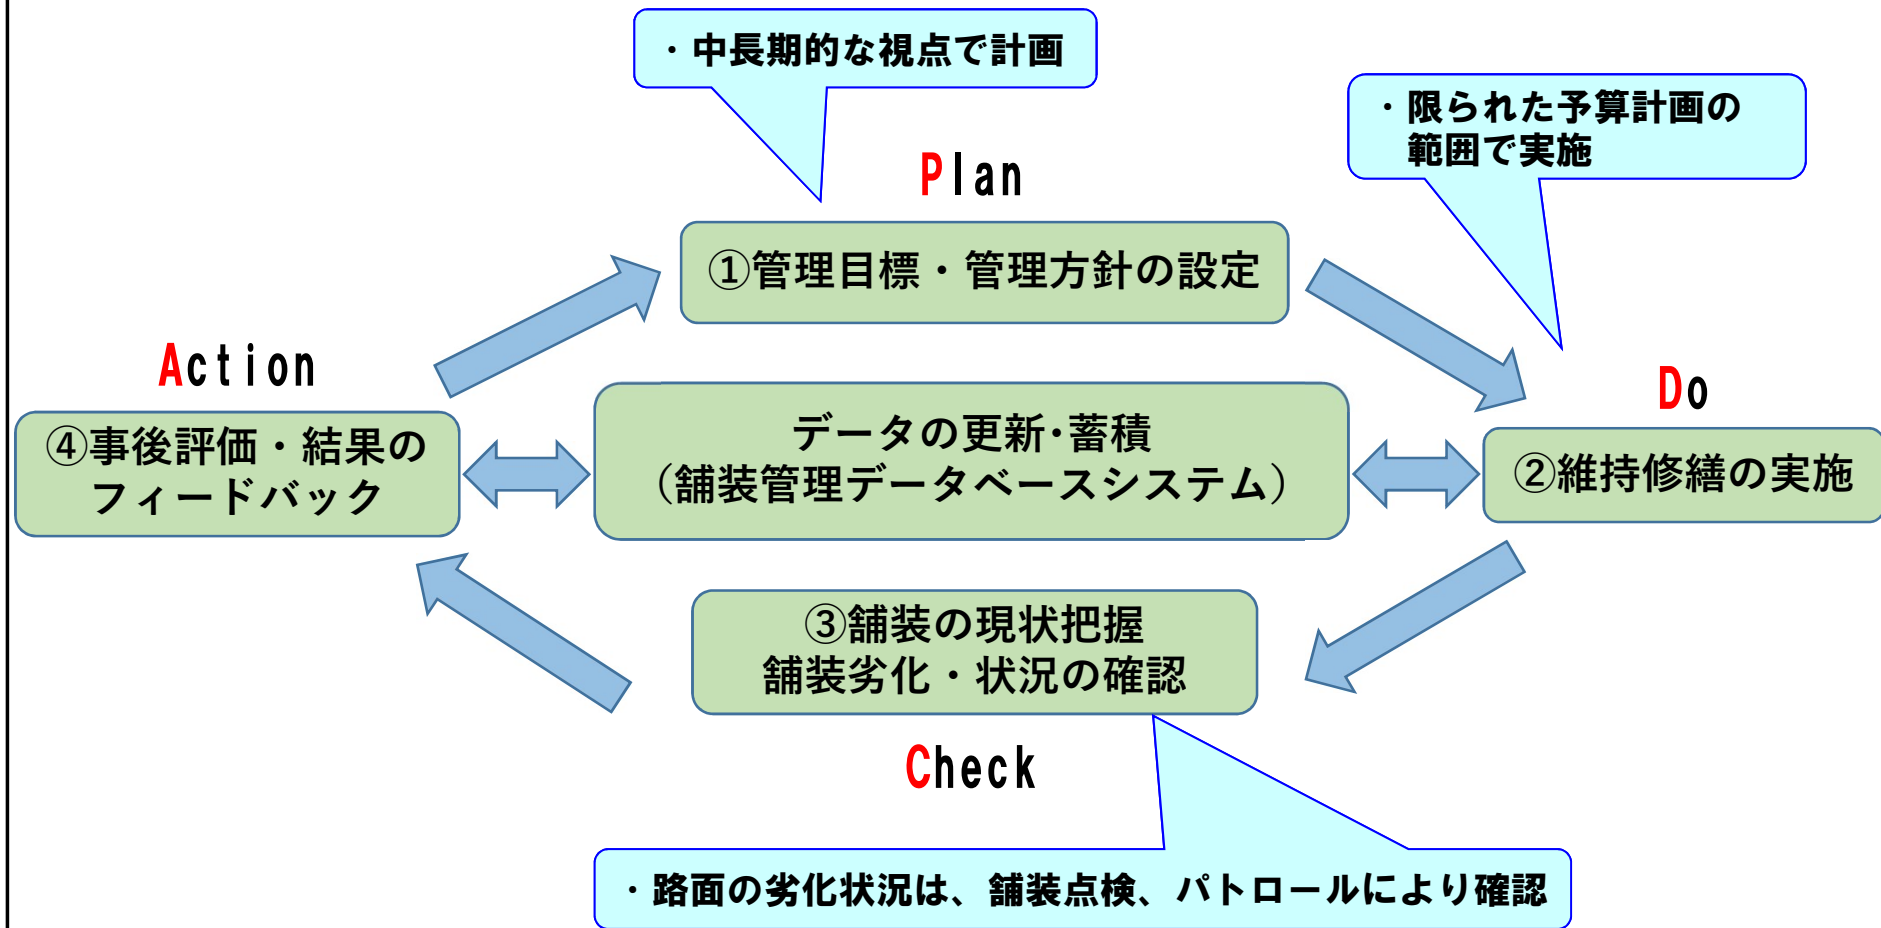 ・中長期的な視点で計画
・限られた予算計画の
範囲で実施
Plan
①管理目標・管理方針の設定
Action
Do
④事後評価・結果の
フィードバック
データの更新・蓄積
（舗装管理データベースシステム）
②維持修繕の実施
③舗装の現状把握
舗装劣化・状況の確認
Check
・路面の劣化状況は、舗装点検、パトロールにより確認